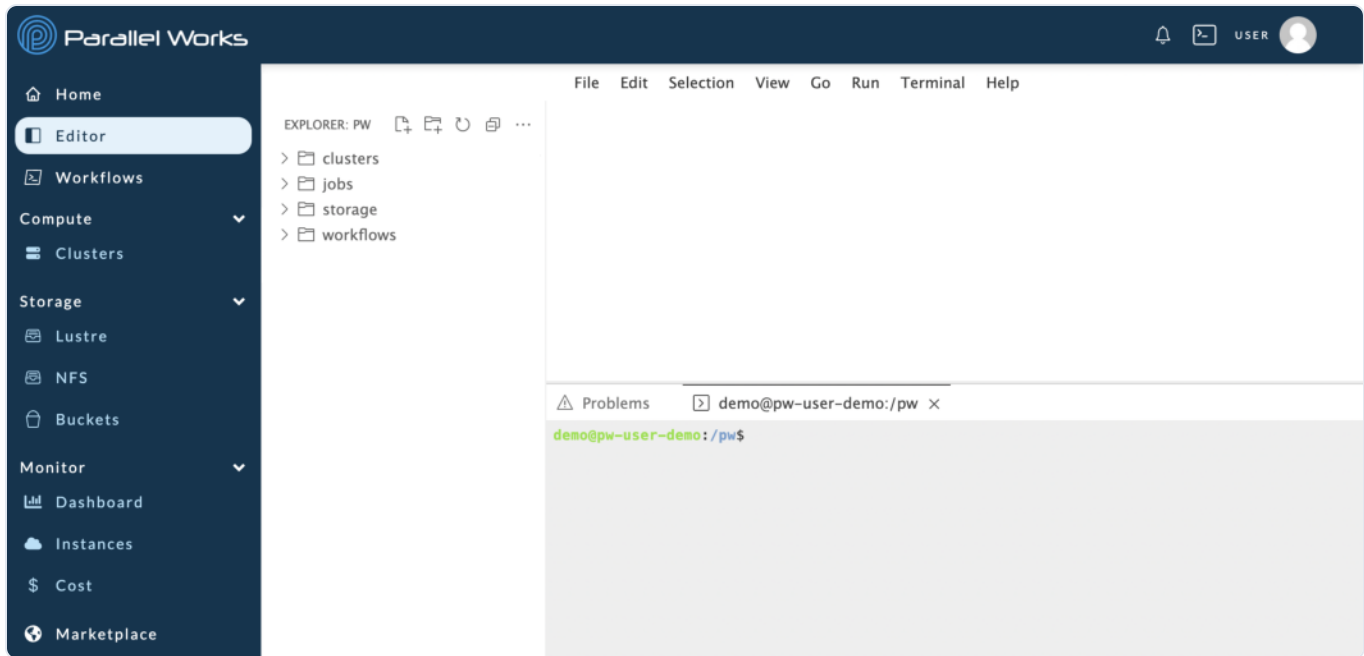 Parallel Works
USER
Home
Editor
Workflows
Compute
Clusters
Storage
Lustre
NFS
Buckets
Monitor
Dashboard
Instances
$ Cost
Marketplace
File Edit Selection View Go Run Terminal Help
EXPLORER: PW
clusters
jobs
storage
workflows
Problems demo@pw-user-demo:/pw
demo@pw-user-demo:/pw$